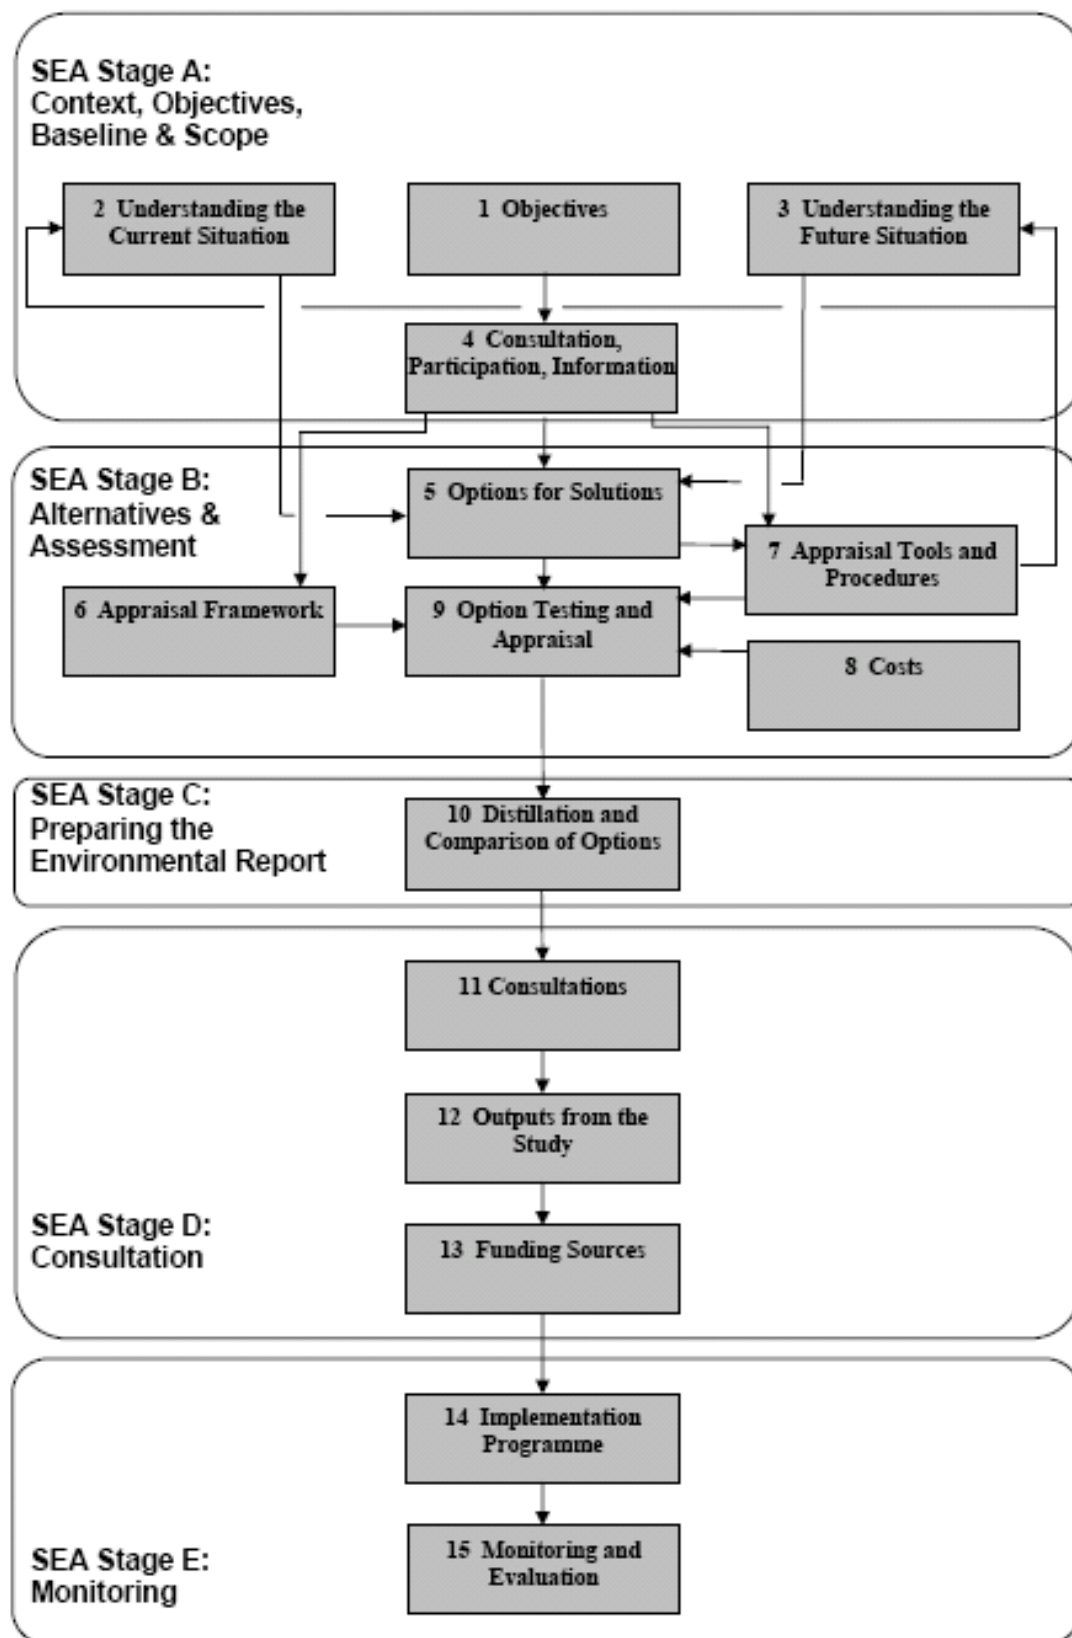 SEA Stage A:
Context, Objectives,
Baseline & Scope
2 Understanding the
Current Situation
1 Objectives
3 Understanding the
Future Situation
4 Consultation,
Participation, Information
SEA Stage B:
Alternatives &
Assessment
5 Options for Solutions
7 Appraisal Tools and
Procedures
6 Appraisal Framework
9 Option Testing and
Appraisal
8 Costs
SEA Stage C:
Preparing the
Environmental Report
10 Distillation and
Comparison of Options
11 Consultations
12 Outputs from the
Study
SEA Stage D:
Consultation
13 Funding Sources
14 Implementation
Programme
SEA Stage E:
Monitoring
15 Monitoring and
Evaluation